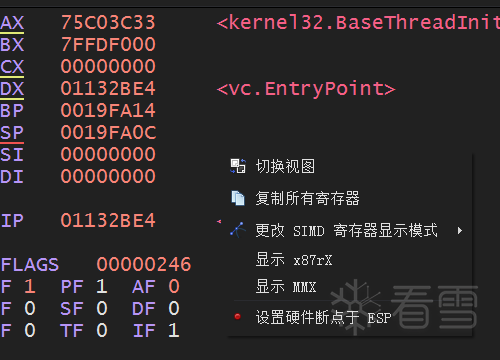 AX 75C03C33 <kernel32.BaseThreadInit
BX 7FFDF000
CX 00000000
DX 01132BE4 <vc.EntryPoint>
BP 0019FA14
SP 0019FA0C
SI 00000000
DI 00000000
IP 01132BE4 <
FLAGS 00000246
F 1 PF 1 AF 0
F 0 SF 0 DF 0
F 0 TF 0 IF 1
切换视图
复制所有寄存器
更改 SIMD 寄存器显示模式
显示 x87rX
显示 MMX
设置硬件断点于 ESP
看雪